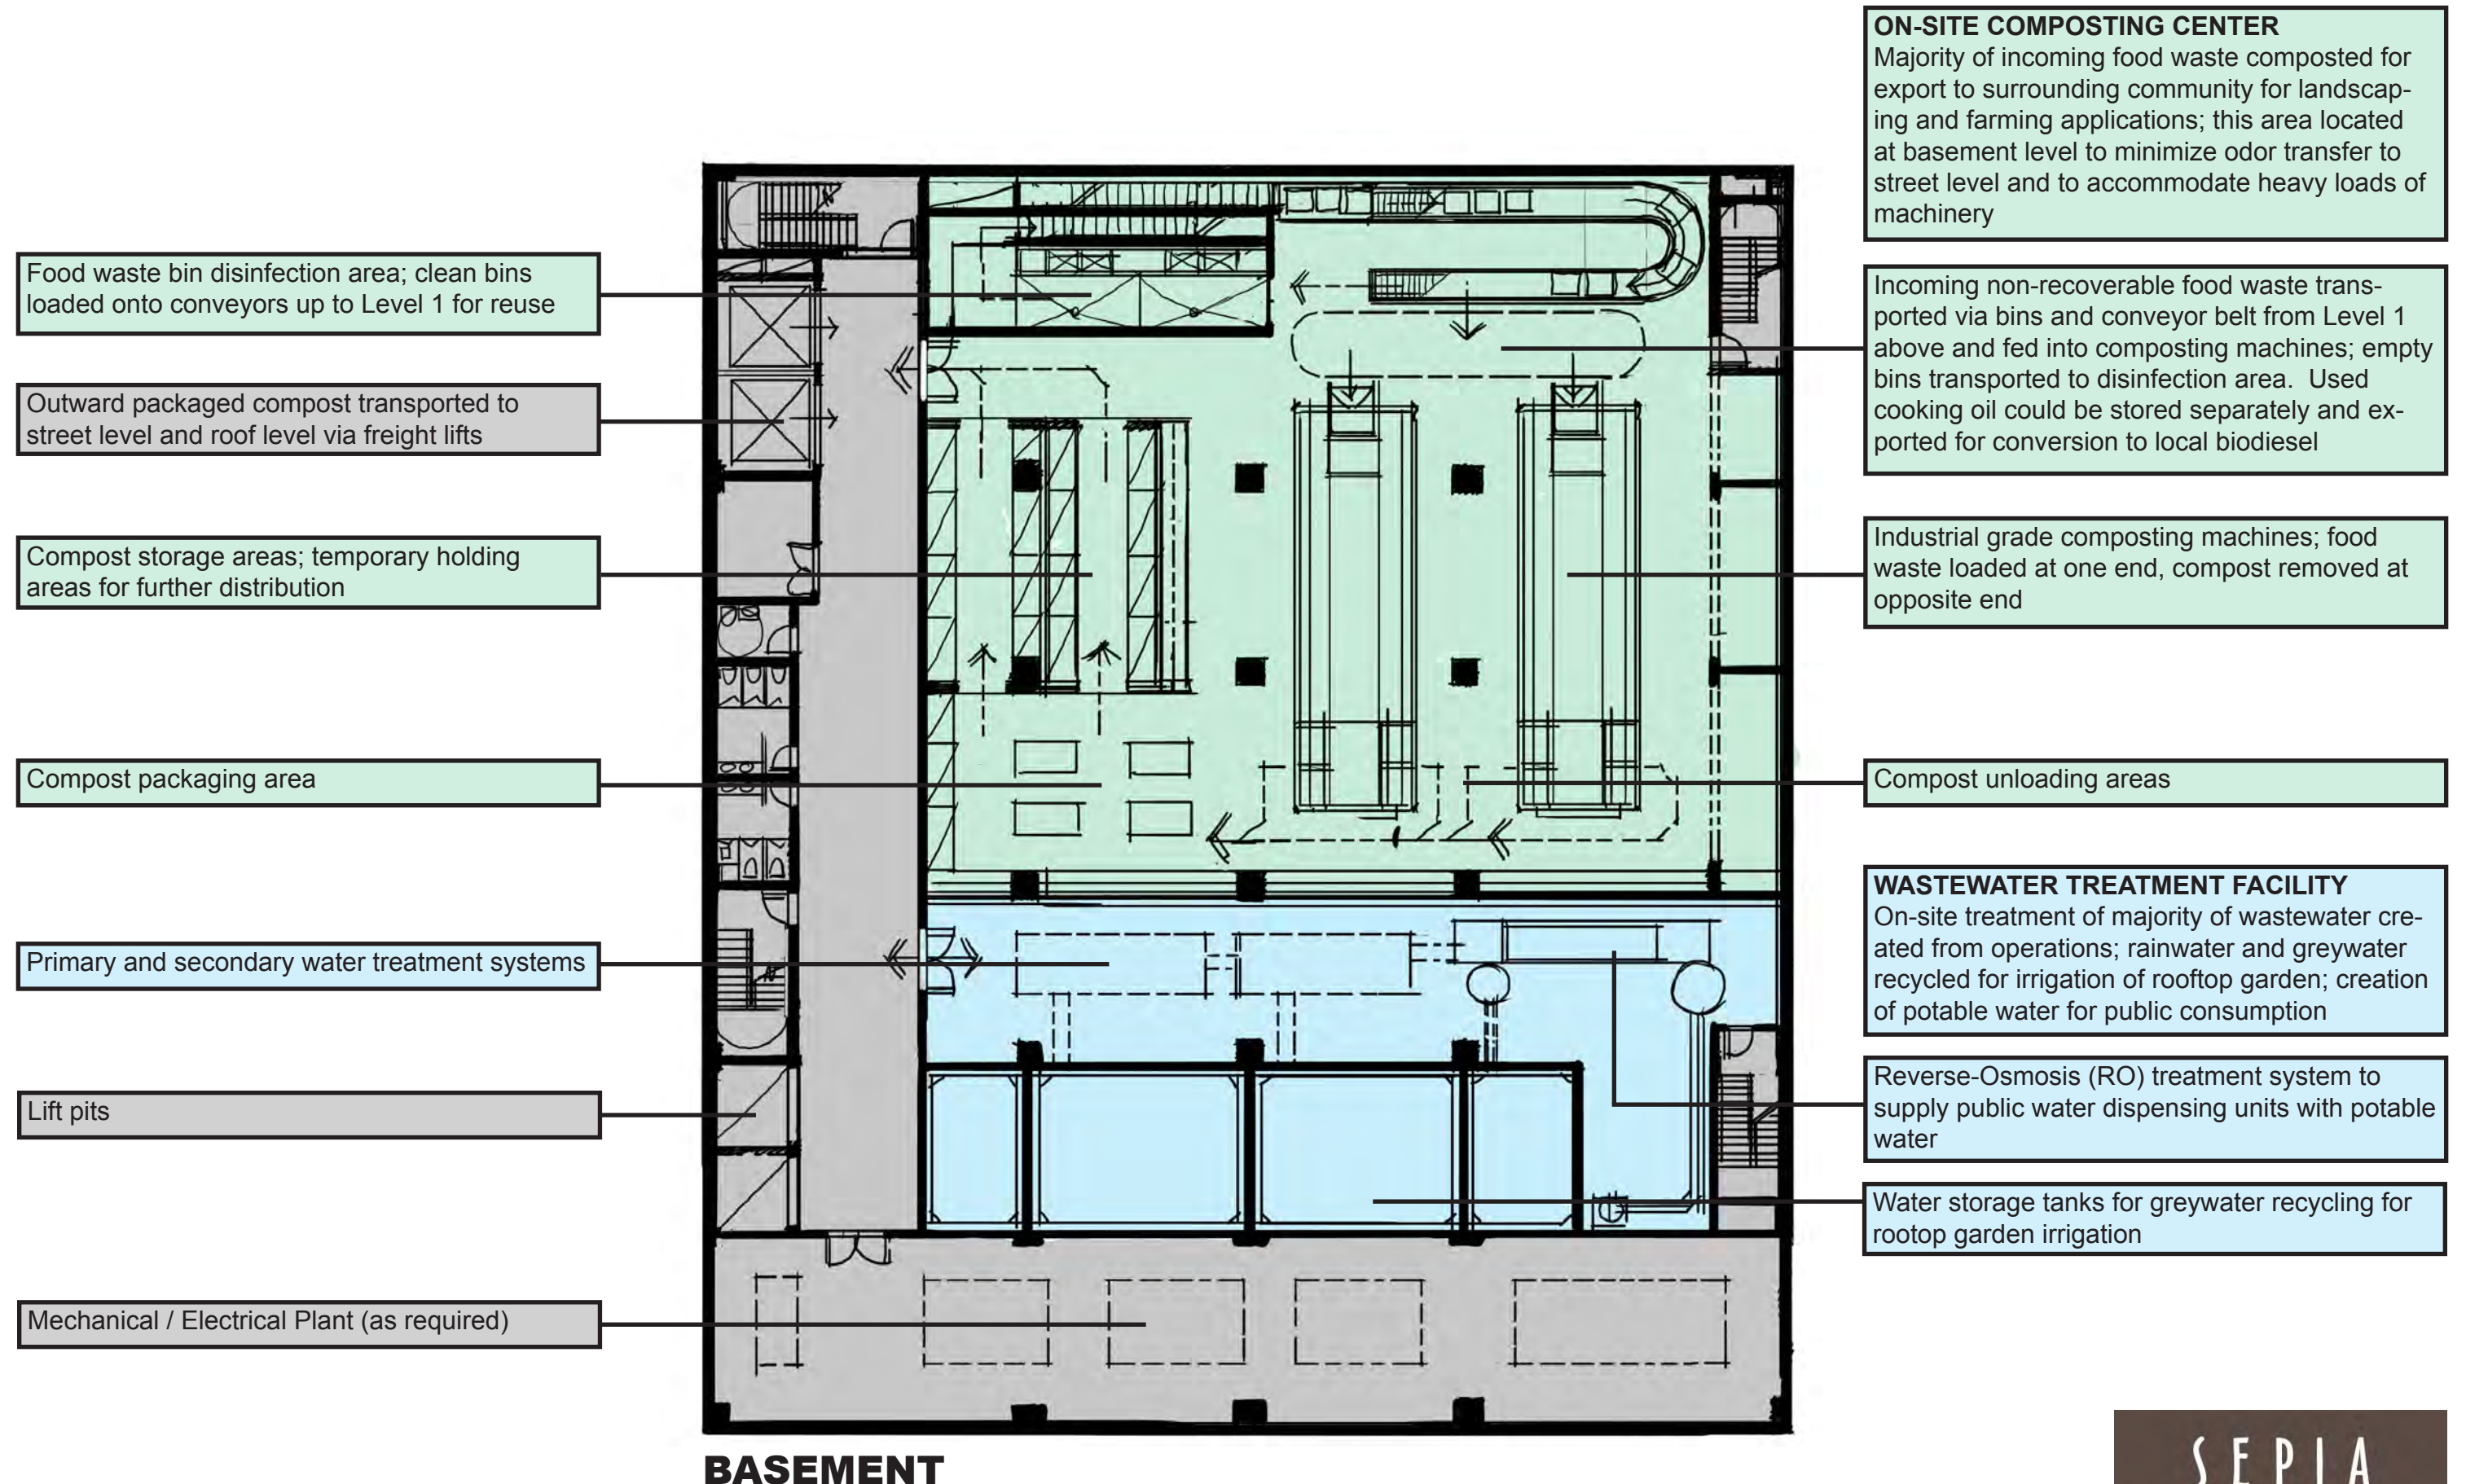 ON-SITE COMPOSTING CENTER
Majority of incoming food waste composted for
export to surrounding community for landscap-
ing and farming applications; this area located
at basement level to minimize odor transfer to
street level and to accommodate heavy loads of
machinery
Food waste bin disinfection area; clean bins
loaded onto conveyors up to Level 1 for reuse
Incoming non-recoverable food waste trans-
ported via bins and conveyor belt from Level 1
above and fed into composting machines; empty
bins transported to disinfection area.  Used
cooking oil could be stored separately and ex-
ported for conversion to local biodiesel
Outward packaged compost transported to
street level and roof level via freight lifts
Compost storage areas; temporary holding
areas for further distribution
Industrial grade composting machines; food
waste loaded at one end, compost removed at
opposite end
Compost packaging area
Compost unloading areas
WASTEWATER TREATMENT FACILITY
On-site treatment of majority of wastewater cre-
ated from operations; rainwater and greywater
recycled for irrigation of rooftop garden; creation
of potable water for public consumption
Primary and secondary water treatment systems
Reverse-Osmosis (RO) treatment system to
supply public water dispensing units with potable
water
Lift pits
Water storage tanks for greywater recycling for
rootop garden irrigation
Mechanical / Electrical Plant (as required)
BASEMENT
SEPIA